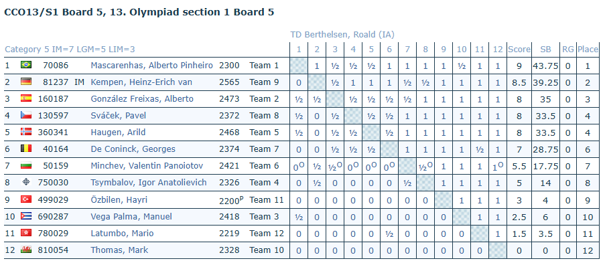 CCO13/S1 Board 5, 13. Olympiad section 1 Board 5
TD Berthelsen, Roald (IA)
Category 5 IM=7 LGM=5 LIM=3 1 2 3 4 5 6 7 8 9 10 11 12 Score SB RG Place
1 70086 Mascarenhas, Alberto Pinheiro 2300 Team 1 1 ½ ½ ½ 1 1 1 1 ½ 1 1 9 43.75 0 1
2 81237 IM Kempen, Heinz-Erich van 2565 Team 9 0 ½ 1 1 1 ½ ½ 1 1 1 1 8.5 39.25 0 2
3 160187 González Freixas, Alberto 2473 Team 2 ½ ½ ½ ½ ½ ½ 1 1 1 1 1 8 35 0 3
4 130597 Sváček, Pavel 2372 Team 8 ½ 0 ½ ½ ½ 1 1 1 1 1 1 8 33.5 0 4
5 360341 Haugen, Arild 2468 Team 5 ½ 0 ½ ½ ½ 1 1 1 1 1 1 8 33.5 0 4
6 40164 De Coninck, Georges 2374 Team 7 0 0 ½ ½ ½ 1 1 1 1 ½ 1 7 28.75 0 6
7 50159 Minchev, Valentin Panoiotov 2421 Team 6 0O ½ ½O 0O 0O 0O ½O 1 1 1 1O 5.5 17.75 0 7
8 750030 Tsymbalov, Igor Anatolievich 2326 Team 4 0 ½ 0 0 0 0 ½ 1 1 1 1 5 14 0 8
9 499029 Özbilen, Hayri 2200P Team 11 0 0 0 0 0 0 0 0 1 1 1 3 4 0 9
10 690287 Vega Palma, Manuel 2418 Team 3 ½ 0 0 0 0 0 0 0 0 1 1 2.5 6 0 10
11 780029 Latumbo, Mario 2219 Team 12 0 0 0 0 0 ½ 0 0 0 0 1 1.5 3.5 0 11
12 810054 Thomas, Mark 2328 Team 10 0 0 0 0 0 0 0 0 0 0 0 0 0 0 12